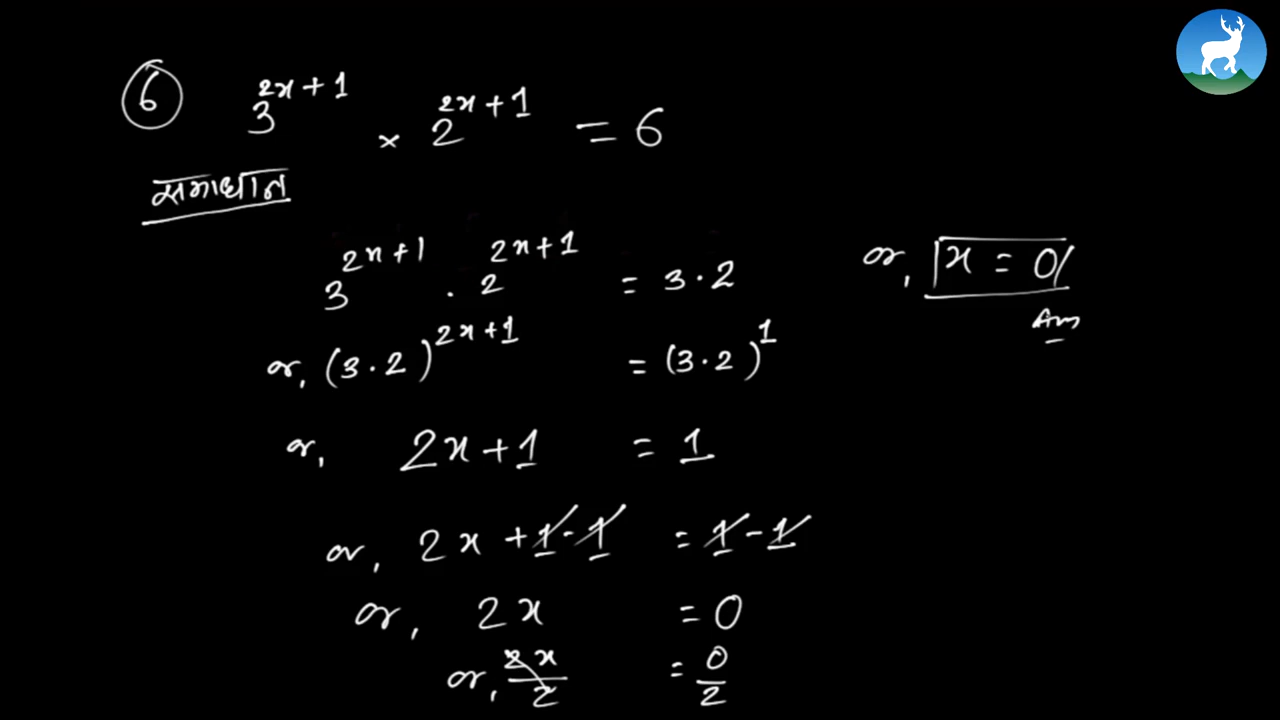 ⑥ 3^{2x+1} × 2^{2x+1} = 6
समाधान
3^{2x+1} . 2^{2x+1} = 3.2
or, (3.2)^{2x+1} = (3.2)^1
or, 2x+1 = 1
or, 2x+1-1 = 1-1
or, 2x = 0
or, 2x/2 = 0/2
or, x = 0
Ans